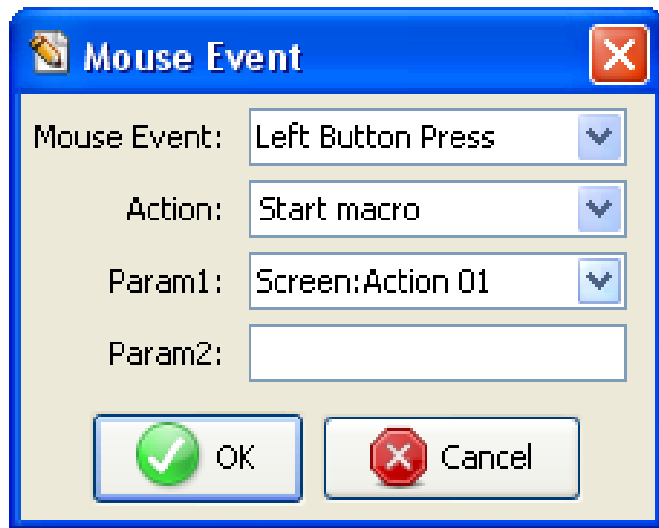 Mouse Event
Mouse Event: Left Button Press
Action: Start macro
Param1: Screen:Action 01
Param2:
OK Cancel